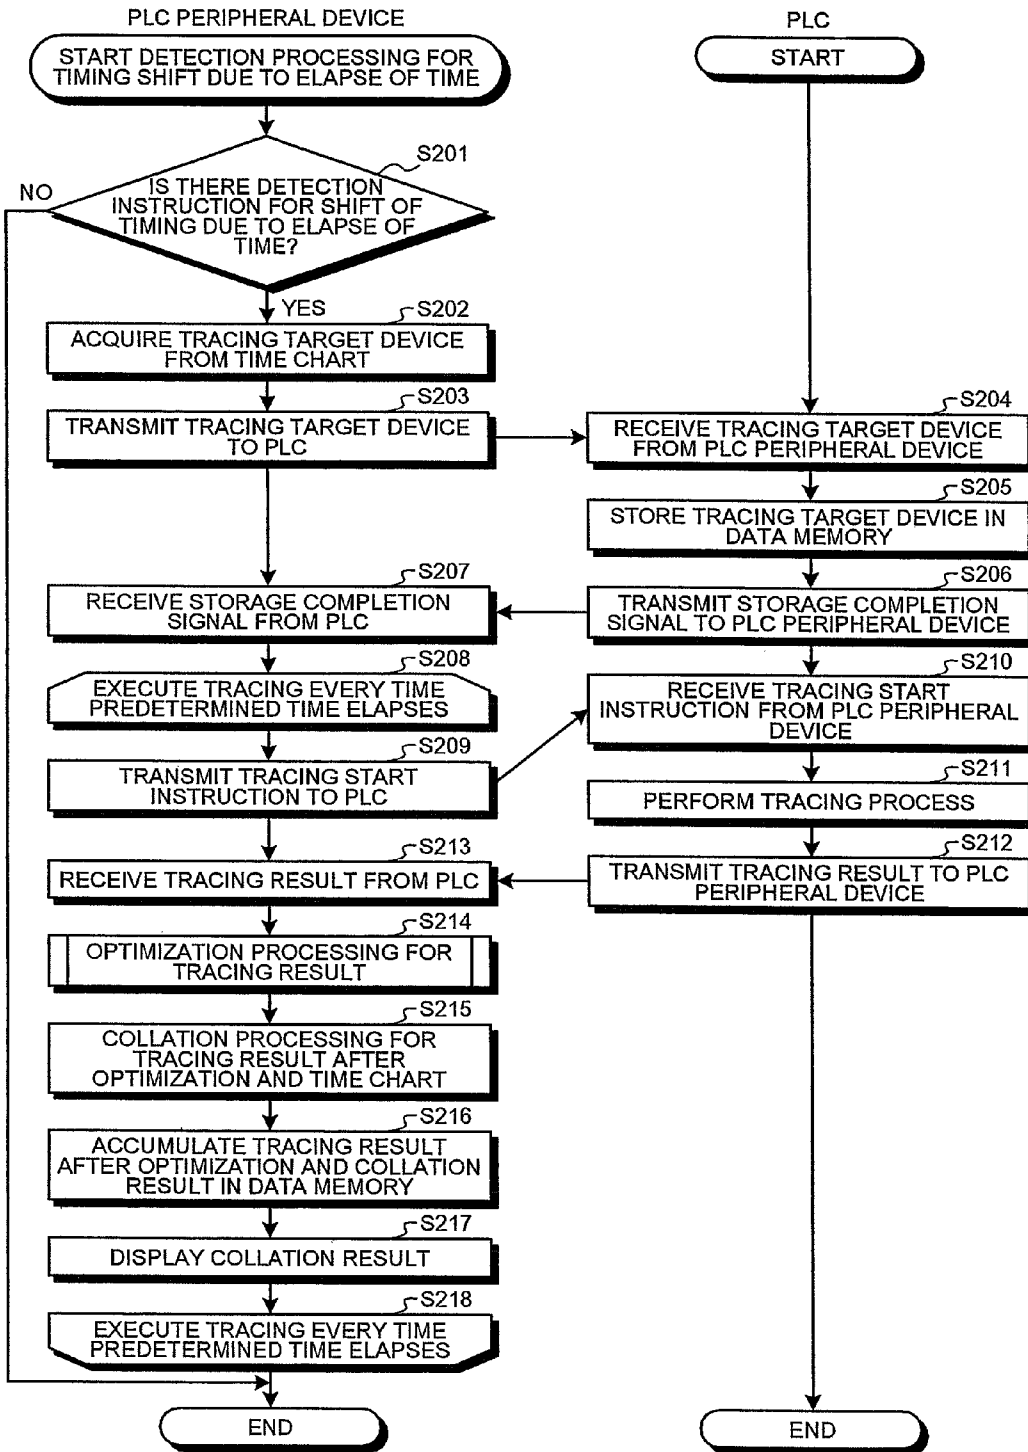 PLC PERIPHERAL DEVICE
START DETECTION PROCESSING FOR
TIMING SHIFT DUE TO ELAPSE OF TIME
S201
NO
IS THERE DETECTION
INSTRUCTION FOR SHIFT OF
TIMING DUE TO ELAPSE OF
TIME?
YES
S202
ACQUIRE TRACING TARGET DEVICE
FROM TIME CHART
S203
TRANSMIT TRACING TARGET DEVICE
TO PLC
S207
RECEIVE STORAGE COMPLETION
SIGNAL FROM PLC
S208
EXECUTE TRACING EVERY TIME
PREDETERMINED TIME ELAPSES
S209
TRANSMIT TRACING START
INSTRUCTION TO PLC
S213
RECEIVE TRACING RESULT FROM PLC
S214
OPTIMIZATION PROCESSING FOR
TRACING RESULT
S215
COLLATION PROCESSING FOR
TRACING RESULT AFTER
OPTIMIZATION AND TIME CHART
S216
ACCUMULATE TRACING RESULT
AFTER OPTIMIZATION AND COLLATION
RESULT IN DATA MEMORY
S217
DISPLAY COLLATION RESULT
S218
EXECUTE TRACING EVERY TIME
PREDETERMINED TIME ELAPSES
END
PLC
START
S204
RECEIVE TRACING TARGET DEVICE
FROM PLC PERIPHERAL DEVICE
S205
STORE TRACING TARGET DEVICE IN
DATA MEMORY
S206
TRANSMIT STORAGE COMPLETION
SIGNAL TO PLC PERIPHERAL DEVICE
S210
RECEIVE TRACING START
INSTRUCTION FROM PLC PERIPHERAL
DEVICE
S211
PERFORM TRACING PROCESS
S212
TRANSMIT TRACING RESULT TO PLC
PERIPHERAL DEVICE
END